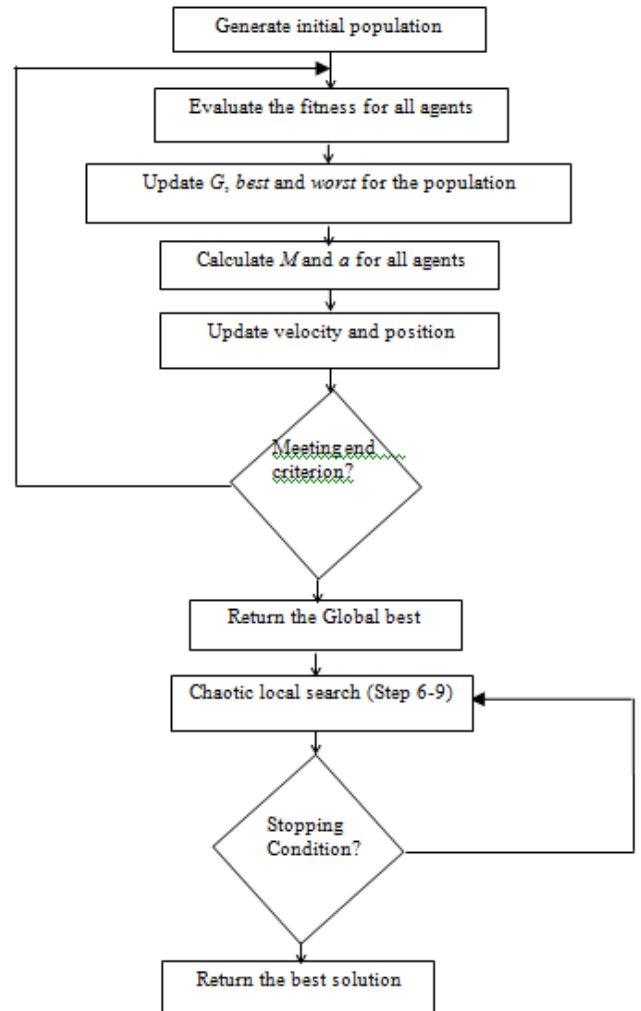 Generate initial population
Evaluate the fitness for all agents
Update G, best and worst for the population
Calculate M and a for all agents
Update velocity and position
Meeting end
criterion?
Return the Global best
Chaotic local search (Step 6-9)
Stopping
Condition?
Return the best solution